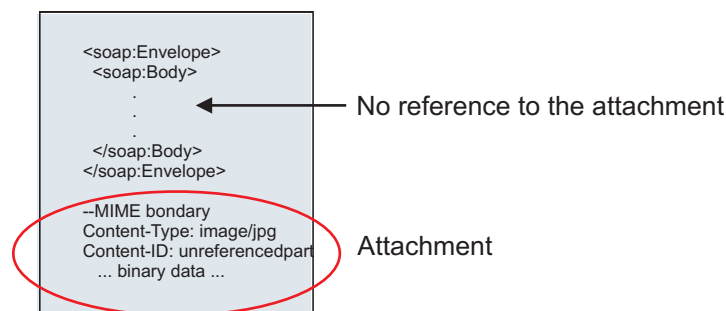 <soap:Envelope>
<soap:Body>
.
.
.
</soap:Body>
</soap:Envelope>
No reference to the attachment
--MIME bondary
Content-Type: image/jpg
Content-ID: unreferencedpart
... binary data ...
Attachment